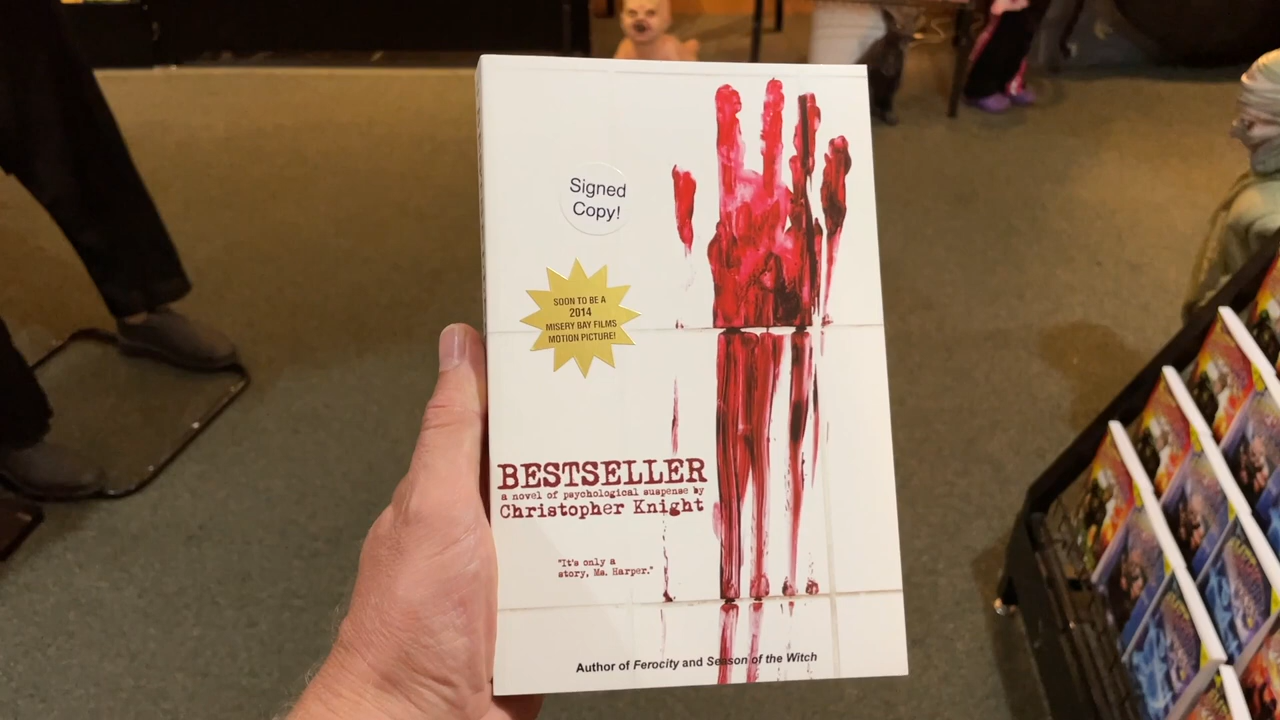 Signed
Copy!
SOON TO BE A
2014
MISERY BAY FILMS
MOTION PICTURE!
BESTSELLER
a novel of psychological suspense by
Christopher Knight
"It's only a
story, Ms. Harper."
Author of Ferocity and Season of the Witch